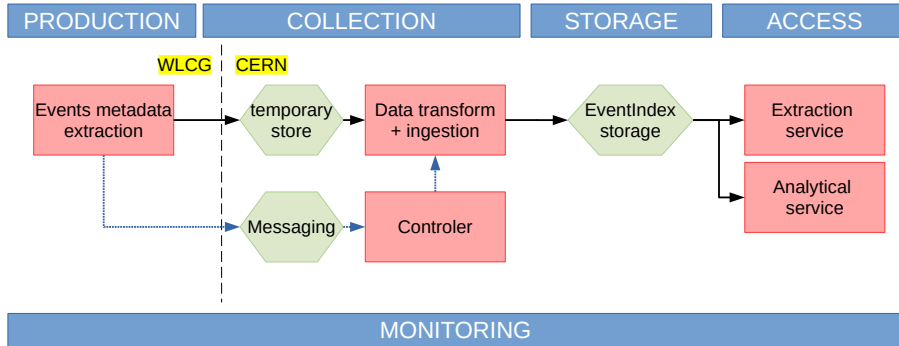 PRODUCTION
COLLECTION
STORAGE
ACCESS
WLCG
CERN
Events metadata
extraction
temporary
store
Data transform
+ ingestion
EventIndex
storage
Extraction
service
Messaging
Controler
Analytical
service
MONITORING